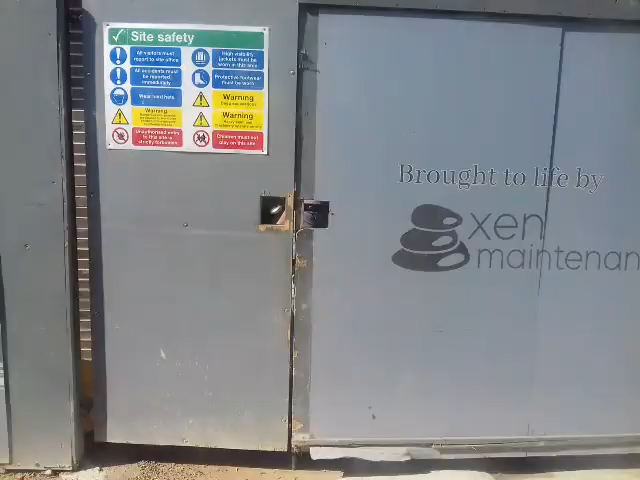 Site safety
All visitors must
report to site office
High visibility
jackets must be
worn in this area
All accidents must
be reported
immediately
Protective footwear
must be worn
Wear hard hats
Warning
Warning
Warning
Unauthorised entry
to this site is
strictly forbidden
Children must not
play on this site
Brought to life by
xen
maintenan